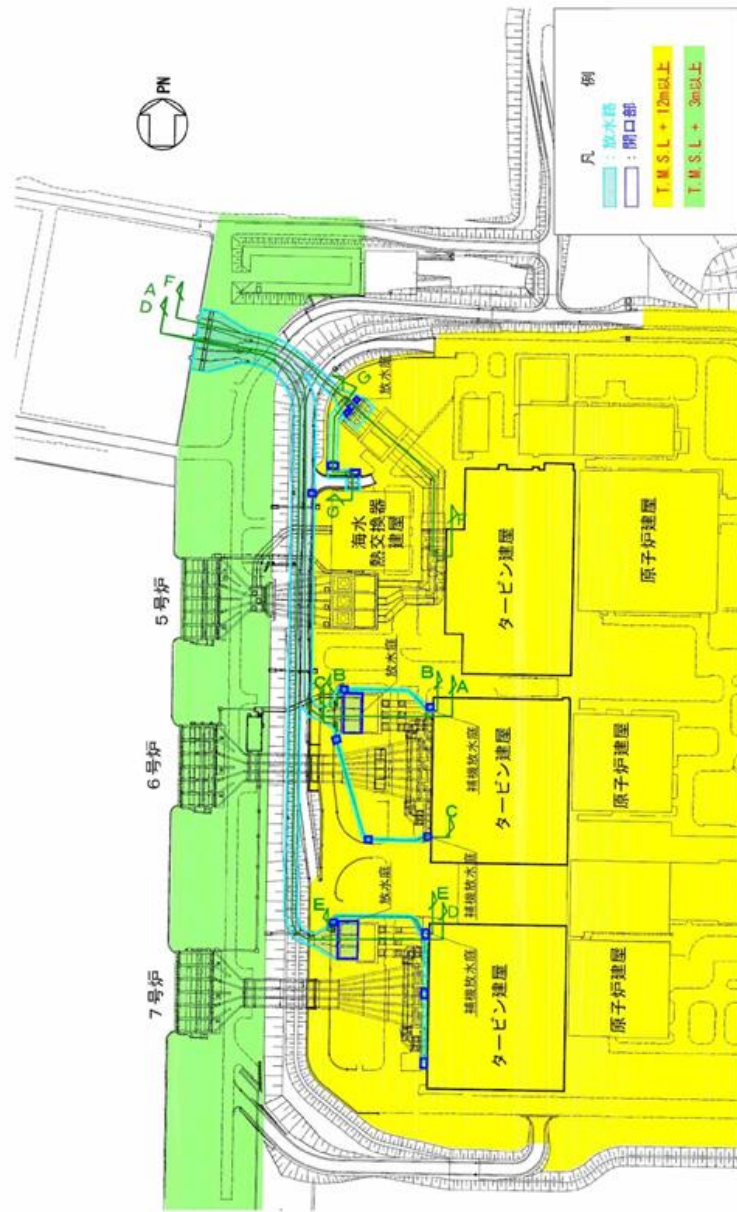 PN
凡 例
：放水路
：開口部
T.M.S.L + 12m以上
T.M.S.L + 3m以上
7号炉
6号炉
5号炉
A
D
F
G
放水庭
G
海水
熱交換器
建屋
F
タービン建屋
原子炉建屋
放水庭
B
C
B
A
補機放水庭
C
タービン建屋
原子炉建屋
補機放水庭
放水庭
E
E
D
補機放水庭
タービン建屋
原子炉建屋